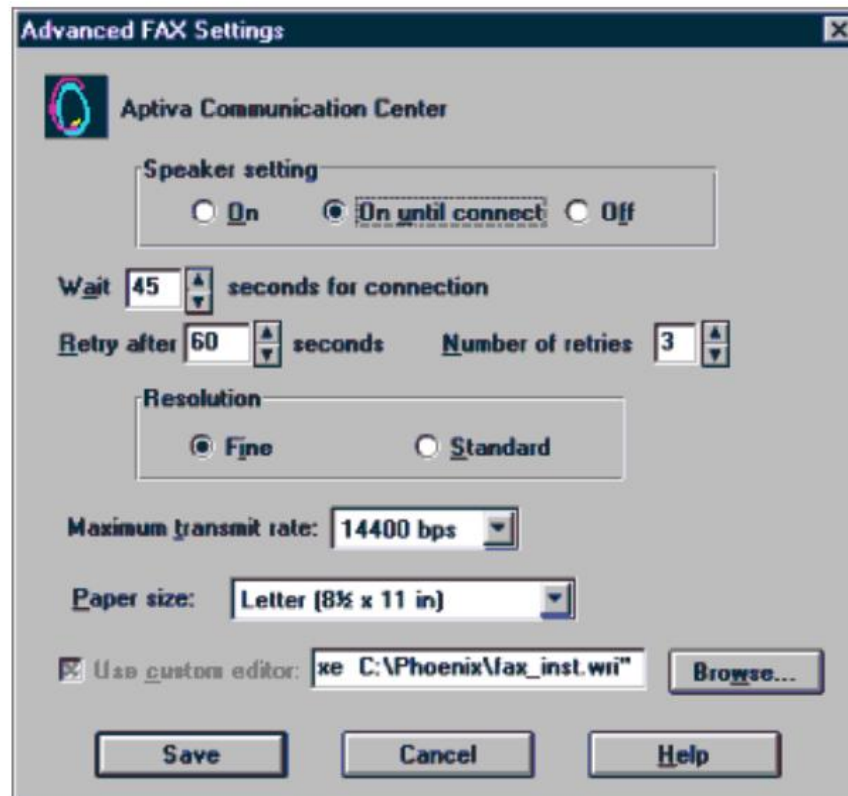 Advanced FAX Settings
Aptiva Communication Center
Speaker setting
On On until connect Off
Wait 45 seconds for connection
Retry after 60 seconds Number of retries 3
Resolution
Fine Standard
Maximum transmit rate: 14400 bps
Paper size: Letter (8½ x 11 in)
Use custom editor: xe C:\Phoenix\fax_inst.wri" Browse...
Save Cancel Help